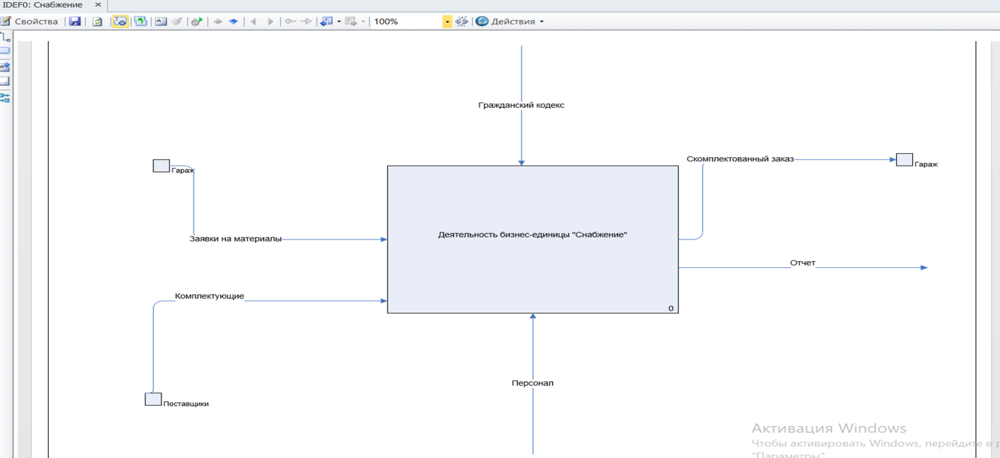 IDEF0: Снабжение ×
Свойства 100% Действия
Гражданский кодекс
Скомплектованный заказ
Гараж
Гараж
Деятельность бизнес-единицы "Снабжение"
Заявки на материалы
Отчет
Комплектующие
0
Персонал
Поставщики
Активация Windows
Чтобы активировать Windows, перейдите в
"Параметры"